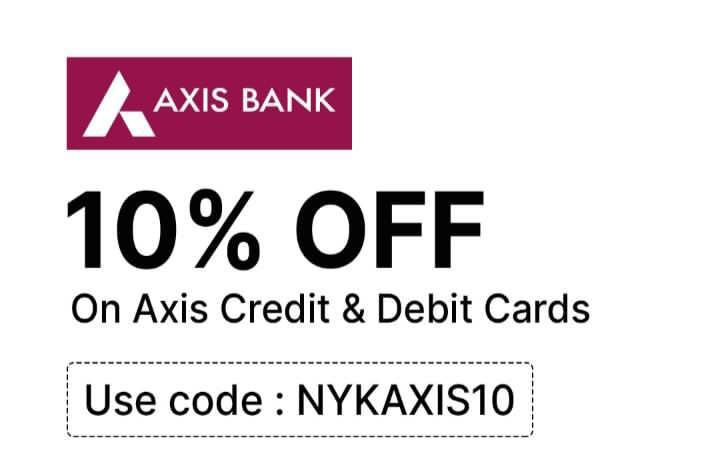 AXIS BANK
10% OFF
On Axis Credit & Debit Cards
Use code : NYKAXIS10